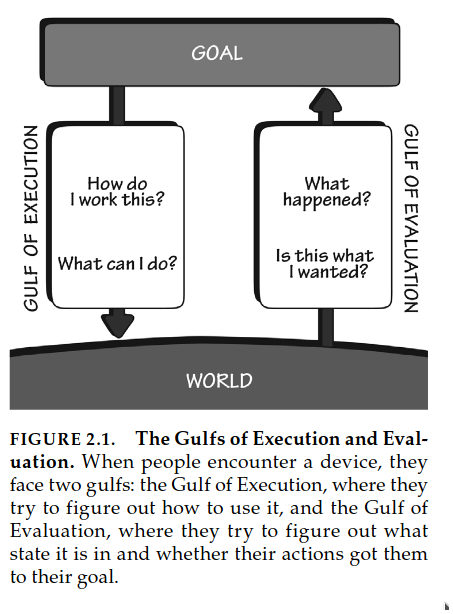 GOAL
GULF OF EXECUTION
How do
I work this?
What can I do?
What
happened?
Is this what
I wanted?
GULF OF EVALUATION
WORLD
FIGURE 2.1. The Gulfs of Execution and Eval-
uation. When people encounter a device, they
face two gulfs: the Gulf of Execution, where they
try to figure out how to use it, and the Gulf of
Evaluation, where they try to figure out what
state it is in and whether their actions got them
to their goal.